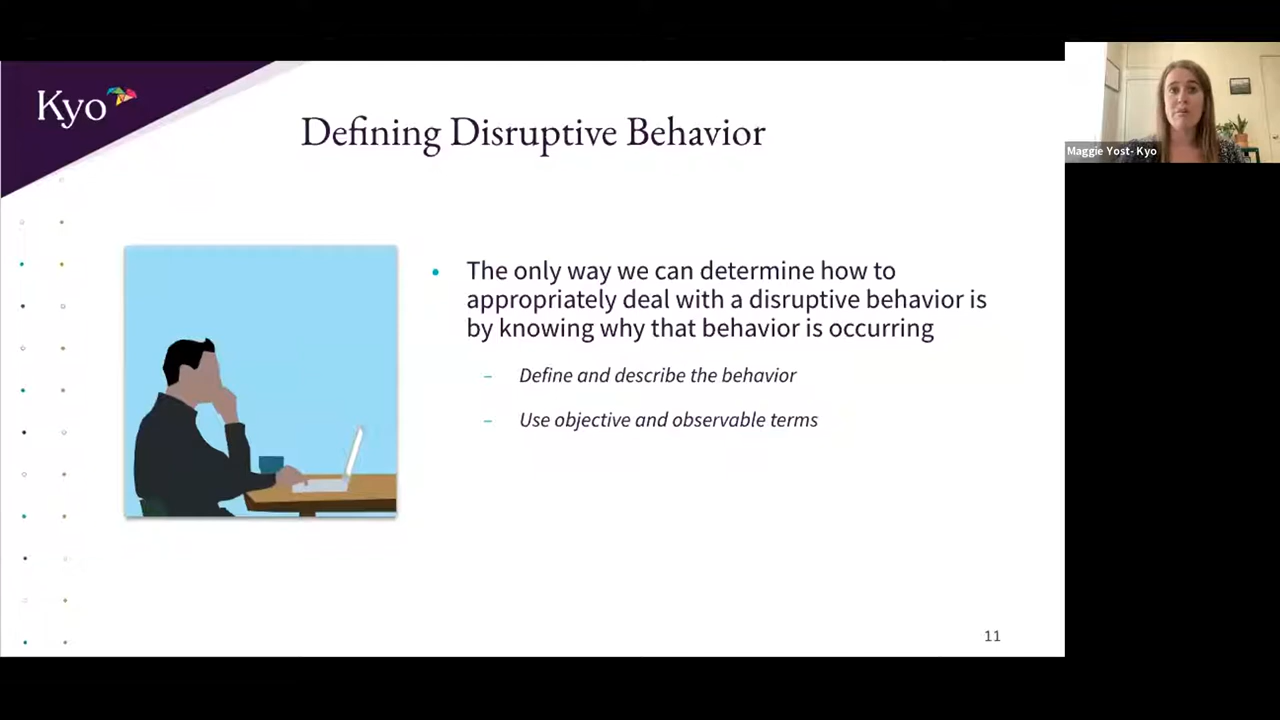 Kyo
Defining Disruptive Behavior
Maggie Yost- Kyo
• The only way we can determine how to
appropriately deal with a disruptive behavior is
by knowing why that behavior is occurring
– Define and describe the behavior
– Use objective and observable terms
11